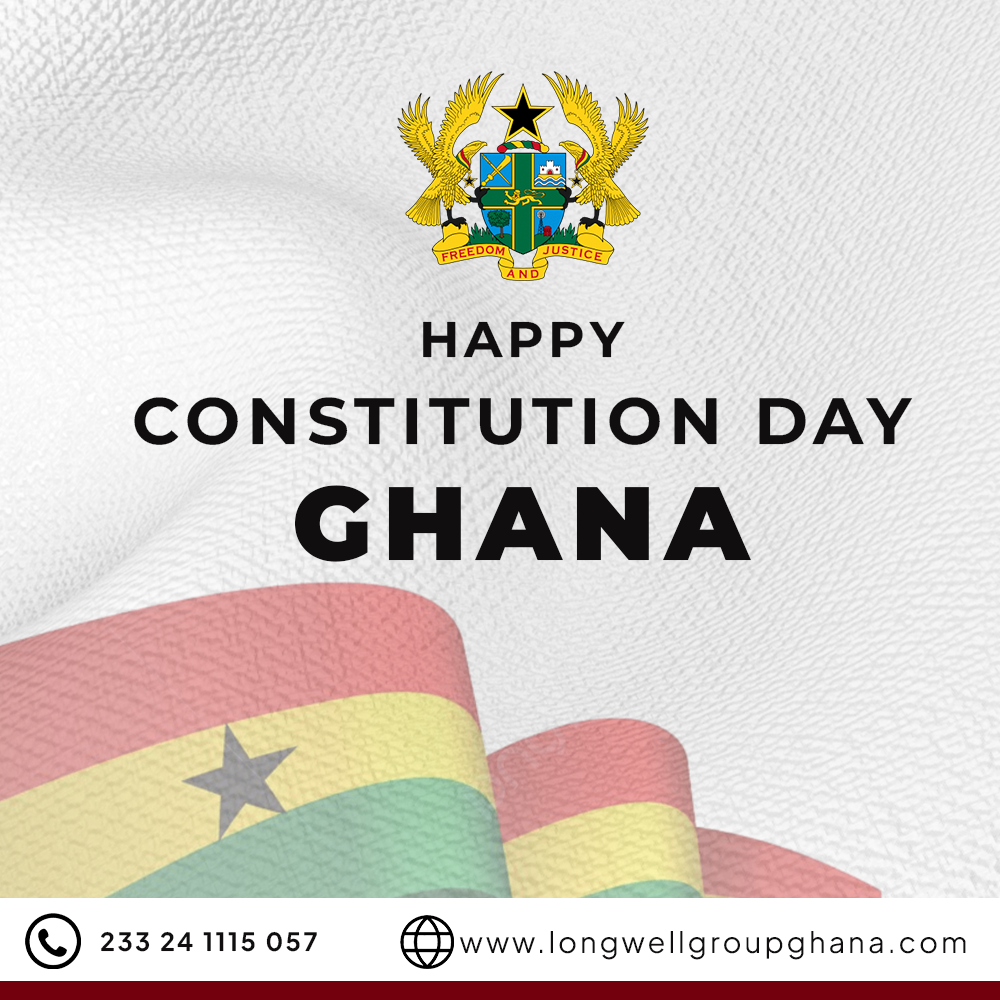 FREEDOM JUSTICE
AND
HAPPY
CONSTITUTION DAY
GHANA
233 24 1115 057
www.longwellgroupghana.com